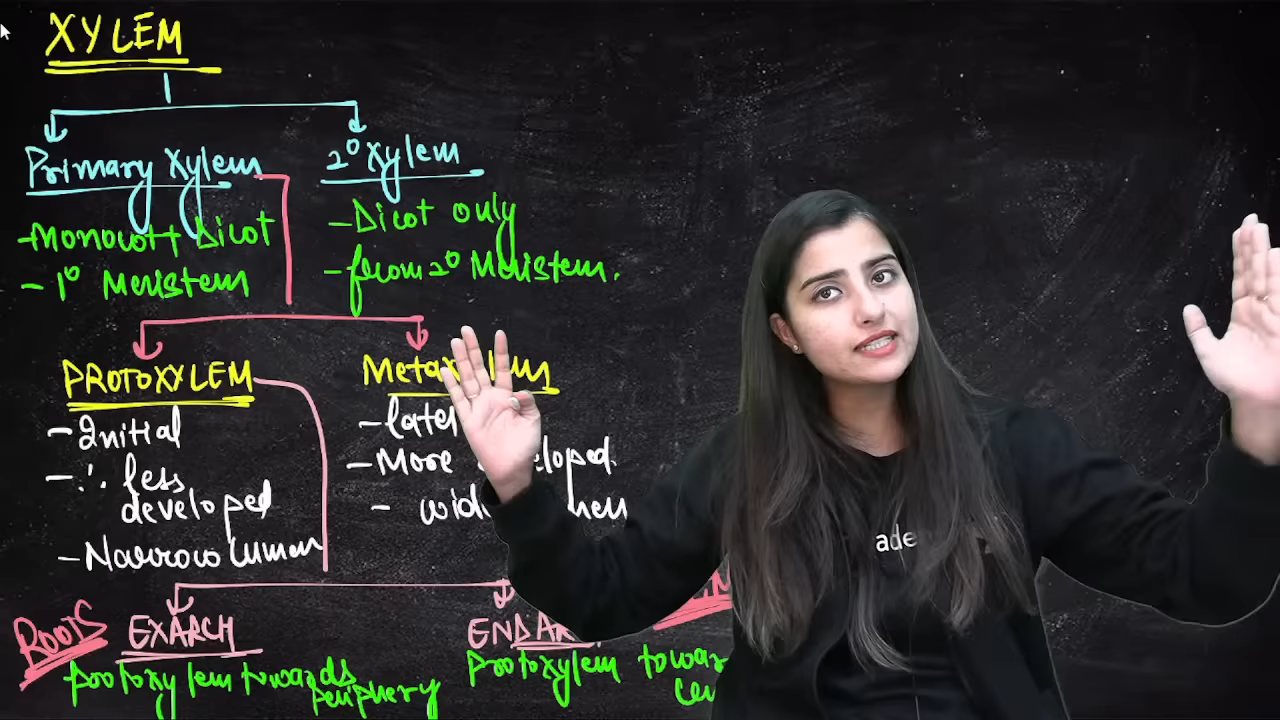 XYLEM
Primary Xylem
2° Xylem
- Monocot + Dicot
- 1° Meristem
- Dicot only
- from 2° Meristem.
PROTOXYLEM
- Initial
- ∴ less
developed
- Narrow lumen
- later
- More
- 
ROOTS
EXARCH
protoxylem towards
periphery
Protoxylem
ade